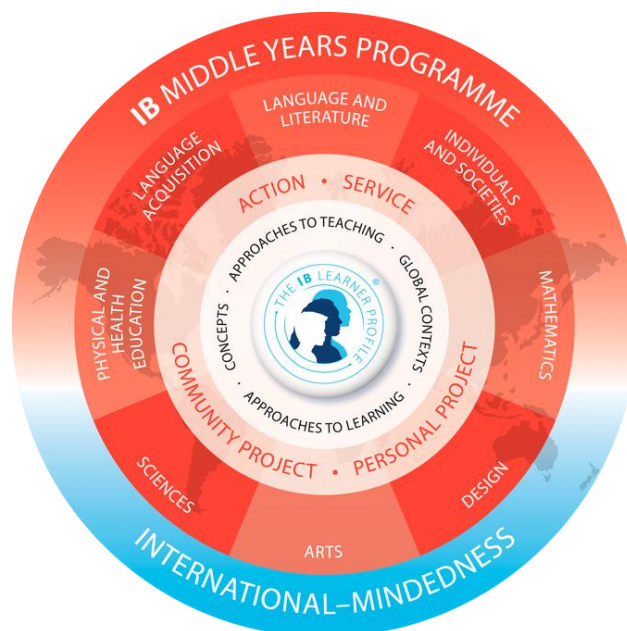 IB MIDDLE YEARS PROGRAMME
LANGUAGE AND
LITERATURE
INDIVIDUALS
AND SOCIETIES
MATHEMATICS
DESIGN
ARTS
SCIENCES
PHYSICAL AND
HEALTH
EDUCATION
LANGUAGE
ACQUISITION
ACTION • SERVICE
PERSONAL PROJECT • COMMUNITY PROJECT
APPROACHES TO TEACHING · GLOBAL CONTEXTS · APPROACHES TO LEARNING · CONCEPTS ·
THE IB LEARNER PROFILE®
INTERNATIONAL–MINDEDNESS